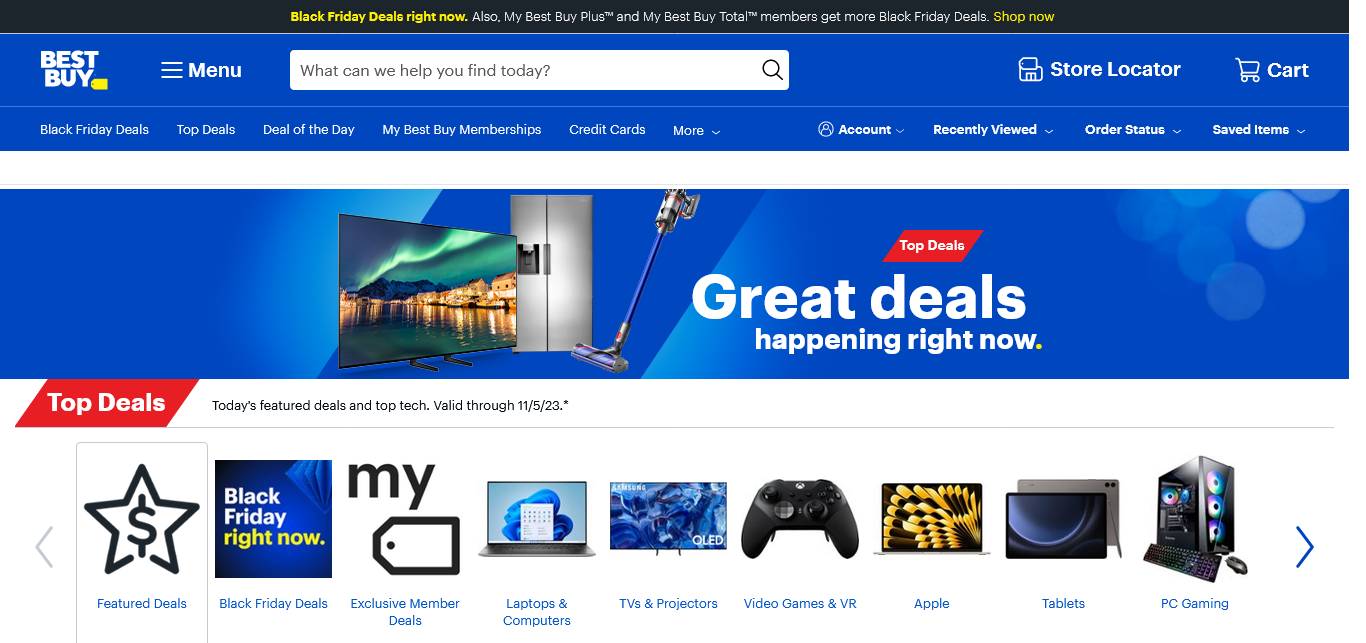 Black Friday Deals right now. Also, My Best Buy Plus™ and My Best Buy Total™ members get more Black Friday Deals. Shop now
BEST
BUY
Menu
What can we help you find today?
Store Locator
Cart
Black Friday Deals
Top Deals
Deal of the Day
My Best Buy Memberships
Credit Cards
More
Account
Recently Viewed
Order Status
Saved Items
Top Deals
Great deals
happening right now.
Top Deals
Today's featured deals and top tech. Valid through 11/5/23.*
Black
Friday
right now.
my
SAMSUNG
OLED
Featured Deals
Black Friday Deals
Exclusive Member
Deals
Laptops &
Computers
TVs & Projectors
Video Games & VR
Apple
Tablets
PC Gaming